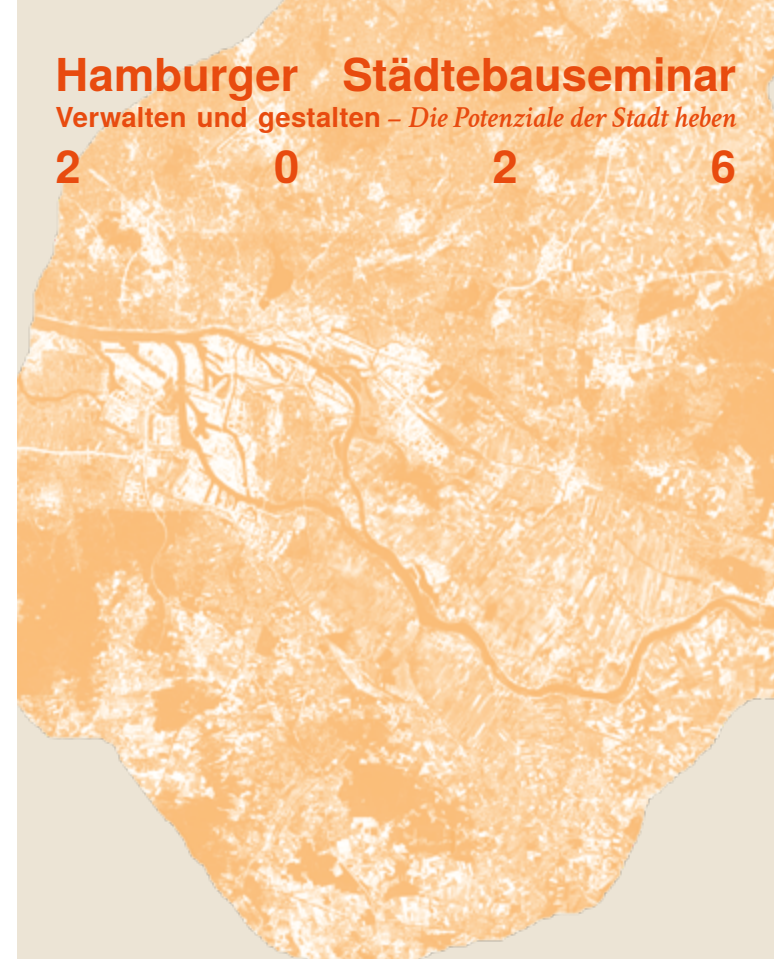 Hamburger Städtebauseminar
Verwalten und gestalten – Die Potenziale der Stadt heben
2 0 2 6